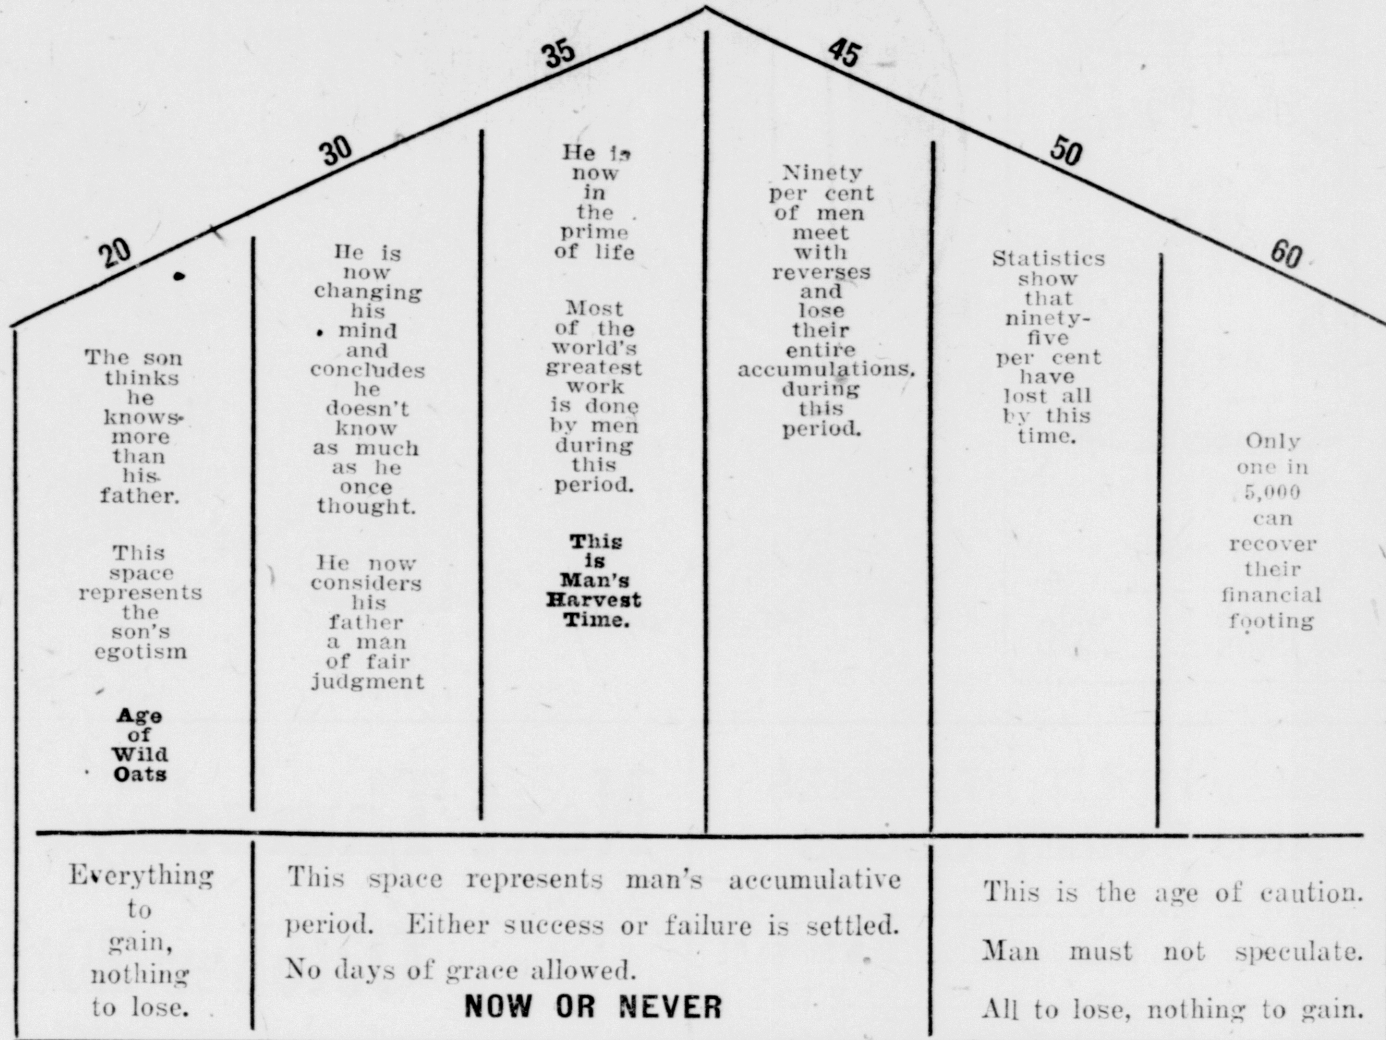 20
30
35
45
50
60
The son
thinks
he
knows
more
than
his
father.
This
space
represents
the
son's
egotism
Age
of
Wild
Oats
He is
now
changing
his
mind
and
concludes
he
doesn't
know
as much
as he
once
thought.
He now
considers
his
father
a man
of fair
judgment
He is
now
in
the
prime
of life
Most
of the
world's
greatest
work
is done
by men
during
this
period.
This
is
Man's
Harvest
Time.
Ninety
per cent
of men
meet
with
reverses
and
lose
their
entire
accumulations.
during
this
period.
Statistics
show
that
ninety-
five
per cent
have
lost all
by this
time.
Only
one in
5,000
can
recover
their
financial
footing
Everything
to
gain,
nothing
to lose.
This space represents man's accumulative
period. Either success or failure is settled.
No days of grace allowed.
NOW OR NEVER
This is the age of caution.
Man must not speculate.
All to lose, nothing to gain.